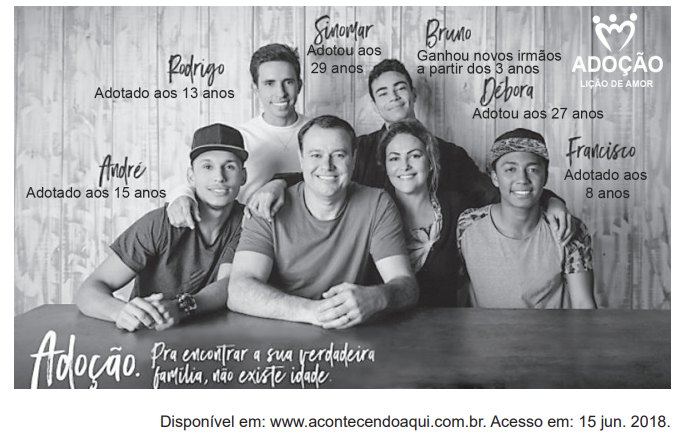 Sinomar
Adotou aos
29 anos
Bruno
Ganhou novos irmãos
a partir dos 3 anos
ADOÇÃO
LIÇÃO DE AMOR
Rodrigo
Adotado aos 13 anos
Débora
Adotou aos 27 anos
André
Adotado aos 15 anos
Francisco
Adotado aos
8 anos
Adoção. Pra encontrar a sua verdadeira
família, não existe idade.
Disponível em: www.acontecendoaqui.com.br. Acesso em: 15 jun. 2018.